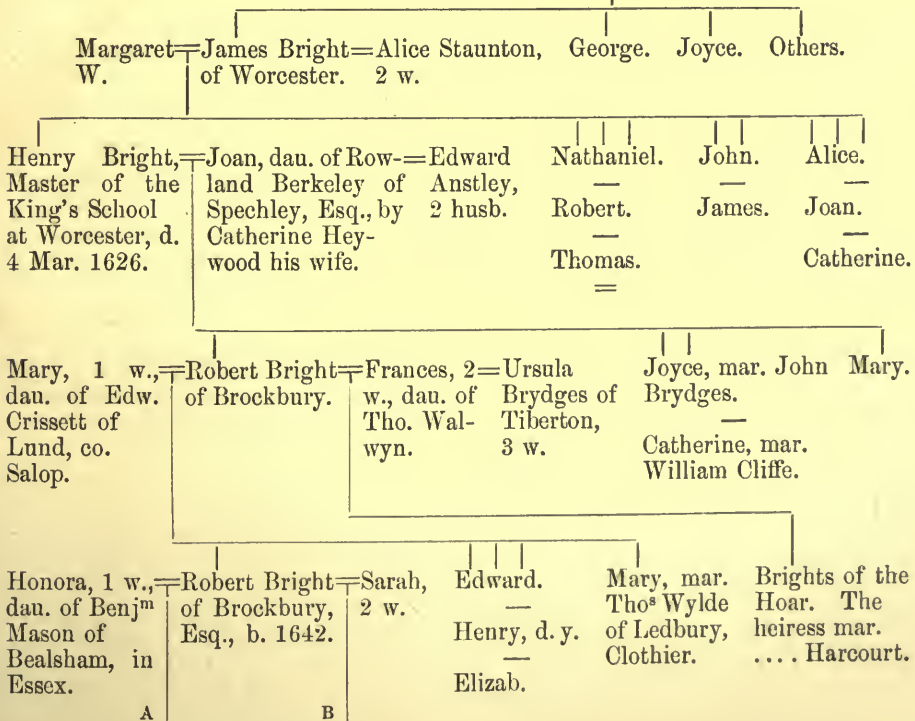 Margaret = James Bright = Alice Staunton, George. Joyce. Others.
W. of Worcester. 2 w.
Henry Bright, = Joan, dau. of Row- = Edward Nathaniel. John. Alice.
Master of the land Berkeley of Anstley, — — —
King's School Spechley, Esq., by 2 husb. Robert. James. Joan.
at Worcester, d. Catherine Hey- — —
4 Mar. 1626. wood his wife. Thomas. Catherine.
=
Mary, 1 w., = Robert Bright = Frances, 2 = Ursula Joyce, mar. John Mary.
dau. of Edw. of Brockbury. w., dau. of Brydges of Brydges.
Crissett of Tho. Wal- Tiberton, —
Lund, co. wyn. 3 w. Catherine, mar.
Salop. William Cliffe.
Honora, 1 w., = Robert Bright = Sarah, Edward. Mary, mar. Brights of the
dau. of Benjᵐ of Brockbury, 2 w. — Thoˢ Wylde Hoar. The
Mason of Esq., b. 1642. Henry, d. y. of Ledbury, heiress mar.
Bealsham, in — Clothier. .... Harcourt.
Essex. Elizab.
A B